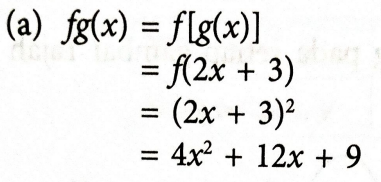 (a) fg(x) = f[g(x)]
= f(2x + 3)
= (2x + 3)²
= 4x² + 12x + 9